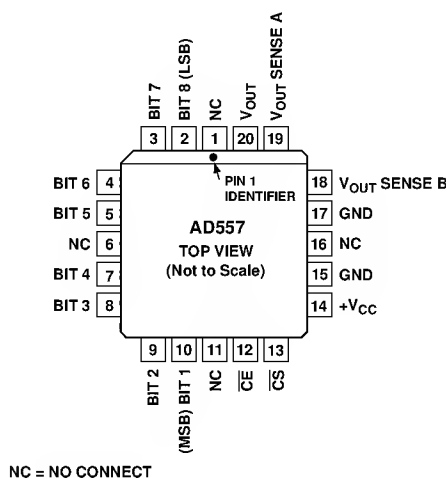 BIT 7
BIT 8 (LSB)
NC
VOUT
VOUT SENSE A
3
2
1
20
19
BIT 6 4
BIT 5 5
NC 6
BIT 4 7
BIT 3 8
PIN 1
IDENTIFIER
AD557
TOP VIEW
(Not to Scale)
18 VOUT SENSE B
17 GND
16 NC
15 GND
14 +VCC
9
10
11
12
13
BIT 2
(MSB) BIT 1
NC
C̅E̅
C̅S̅
NC = NO CONNECT